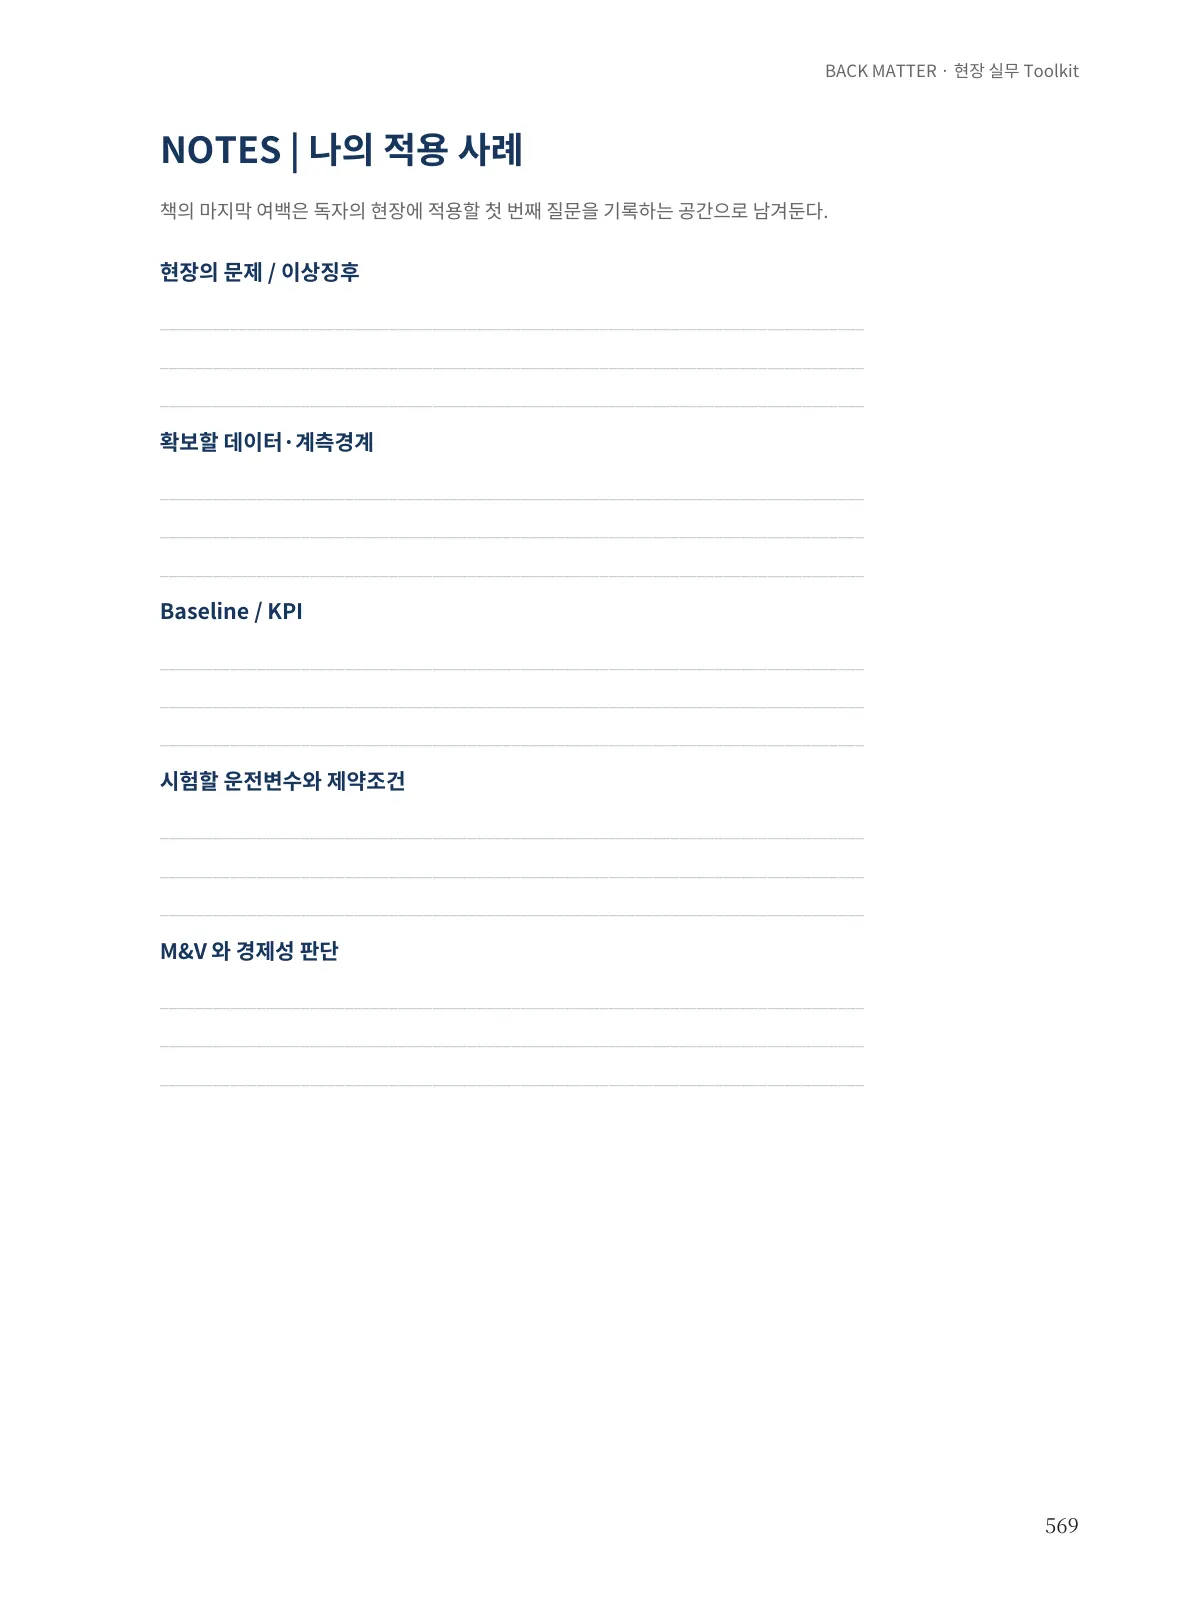 BACK MATTER · 현장 실무 Toolkit
NOTES | 나의 적용 사례
책의 마지막 여백은 독자의 현장에 적용할 첫 번째 질문을 기록하는 공간으로 남겨둔다.
현장의 문제 / 이상징후
확보할 데이터·계측경계
Baseline / KPI
시험할 운전변수와 제약조건
M&V 와 경제성 판단
569